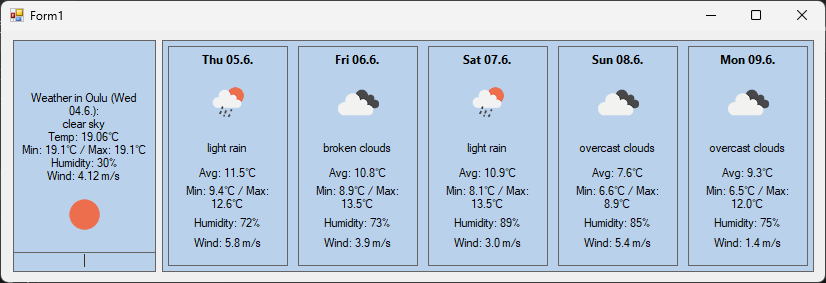 Form1
Weather in Oulu (Wed
04.6.):
clear sky
Temp: 19.06°C
Min: 19.1°C / Max: 19.1°C
Humidity: 30%
Wind: 4.12 m/s
Thu 05.6.
light rain
Avg: 11.5°C
Min: 9.4°C / Max:
12.6°C
Humidity: 72%
Wind: 5.8 m/s
Fri 06.6.
broken clouds
Avg: 10.8°C
Min: 8.9°C / Max:
13.5°C
Humidity: 73%
Wind: 3.9 m/s
Sat 07.6.
light rain
Avg: 10.9°C
Min: 8.1°C / Max:
13.5°C
Humidity: 89%
Wind: 3.0 m/s
Sun 08.6.
overcast clouds
Avg: 7.6°C
Min: 6.6°C / Max:
8.9°C
Humidity: 85%
Wind: 5.4 m/s
Mon 09.6.
overcast clouds
Avg: 9.3°C
Min: 6.5°C / Max:
12.0°C
Humidity: 75%
Wind: 1.4 m/s